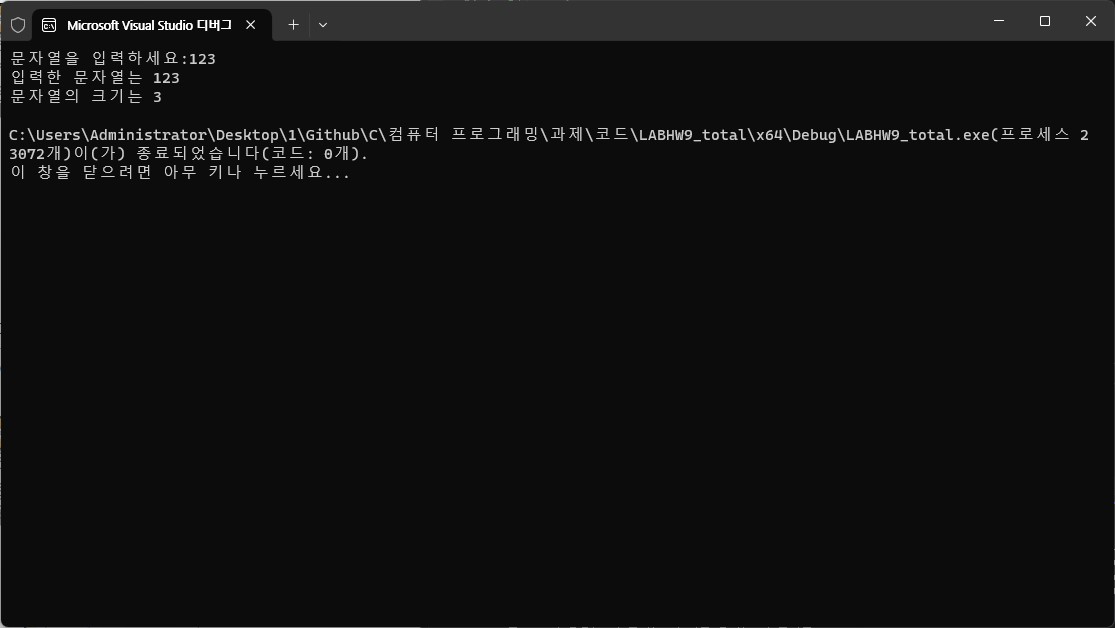 Microsoft Visual Studio 디버그
문자열을 입력하세요:123
입력한 문자열는 123
문자열의 크기는 3
C:\Users\Administrator\Desktop\1\Github\C\컴퓨터 프로그래밍\과제\코드\LABHW9_total\x64\Debug\LABHW9_total.exe(프로세스 2
3072개)이(가) 종료되었습니다(코드: 0개).
이 창을 닫으려면 아무 키나 누르세요...